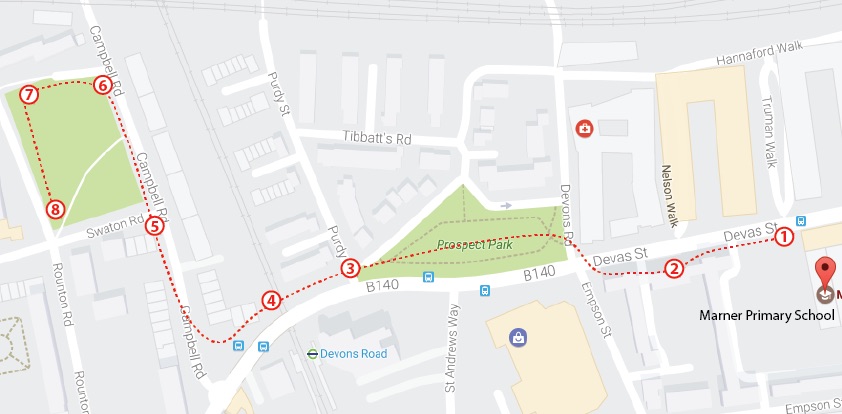 Campbell Rd
Hannaford Walk
6
7
Purdy St
Tibbatt's Rd
Truman Walk
Campbell Rd
Nelson Walk
8
Swaton Rd
5
Devons Rd
Devas St
1
Prospect Park
Purdy
Devas St
3
2
Rounton Rd
B140
B140
4
M
Marner Primary School
Empson St
Campbell Rd
Devons Road
St Andrews Way
Rounton
Empson St